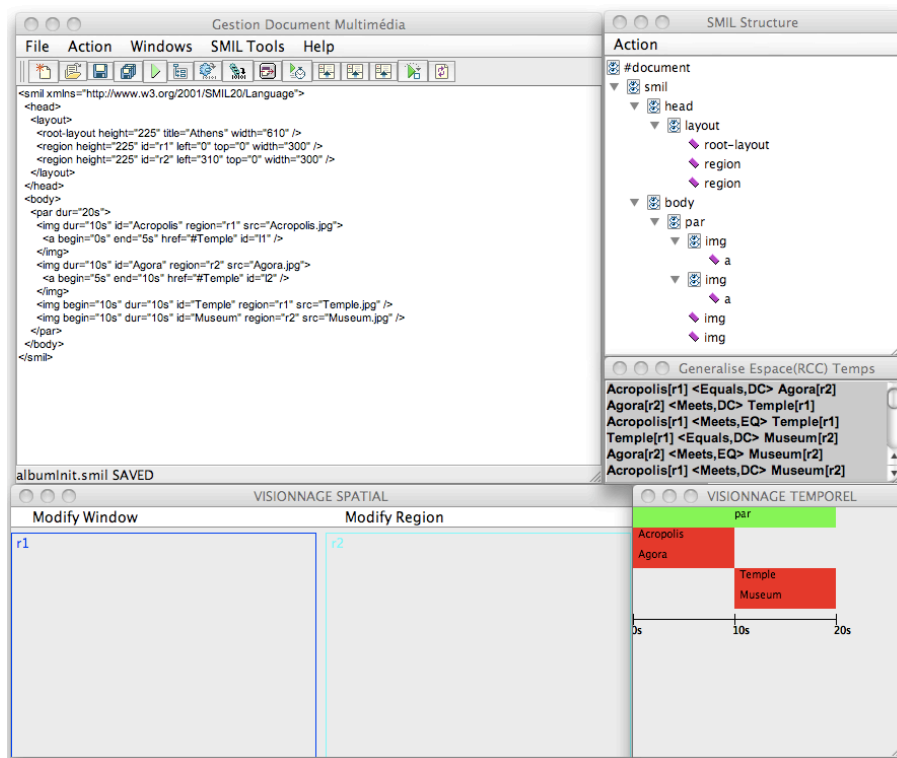 Gestion Document Multimédia
File Action Windows SMIL Tools Help
<smil xmlns="http://www.w3.org/2001/SMIL20/Language">
<head>
<layout>
<root-layout height="225" title="Athens" width="610" />
<region height="225" id="r1" left="0" top="0" width="300" />
<region height="225" id="r2" left="310" top="0" width="300" />
</layout>
</head>
<body>
<par dur="20s">
<img dur="10s" id="Acropolis" region="r1" src="Acropolis.jpg">
<a begin="0s" end="5s" href="#Temple" id="l1" />
</img>
<img dur="10s" id="Agora" region="r2" src="Agora.jpg">
<a begin="5s" end="10s" href="#Temple" id="l2" />
</img>
<img begin="10s" dur="10s" id="Temple" region="r1" src="Temple.jpg" />
<img begin="10s" dur="10s" id="Museum" region="r2" src="Museum.jpg" />
</par>
</body>
</smil>
albumInit.smil SAVED
SMIL Structure
Action
#document
smil
head
layout
root-layout
region
region
body
par
img
a
img
a
img
img
Generalise Espace(RCC) Temps
Acropolis[r1] <Equals,DC> Agora[r2]
Agora[r2] <Meets,DC> Temple[r1]
Acropolis[r1] <Meets,EQ> Temple[r1]
Temple[r1] <Equals,DC> Museum[r2]
Agora[r2] <Meets,EQ> Museum[r2]
Acropolis[r1] <Meets,DC> Museum[r2]
VISIONNAGE SPATIAL
Modify Window Modify Region
r1 r2
VISIONNAGE TEMPOREL
par
Acropolis
Agora
Temple
Museum
0s 10s 20s